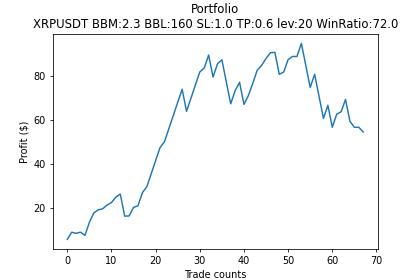 Portfolio
XRPUSDT BBM:2.3 BBL:160 SL:1.0 TP:0.6 lev:20 WinRatio:72.0
80
60
40
20
Profit ($)
0 10 20 30 40 50 60 70
Trade counts